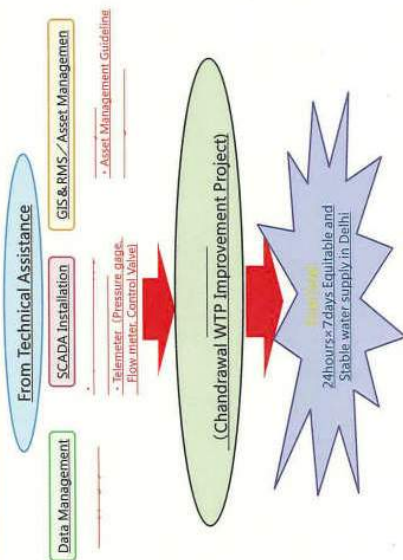 From Technical Assistance
Data Management
SCADA Installation
GIS & RMS／Asset Managemen
・Telemeter （Pressure gage,
Flow meter, Control Valve）
・Asset Management Guideline
（Chandrawal WTP Improvement Project）
24hours×7days Equitable and
Stable water supply in Delhi